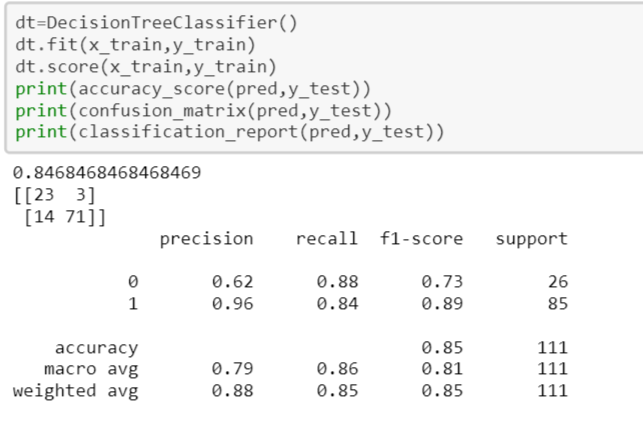 dt=DecisionTreeClassifier()
dt.fit(x_train,y_train)
dt.score(x_train,y_train)
print(accuracy_score(pred,y_test))
print(confusion_matrix(pred,y_test))
print(classification_report(pred,y_test))
0.8468468468468469
[[23  3]
 [14 71]]
              precision    recall  f1-score   support
           0       0.62      0.88      0.73        26
           1       0.96      0.84      0.89        85
    accuracy                           0.85       111
   macro avg       0.79      0.86      0.81       111
weighted avg       0.88      0.85      0.85       111